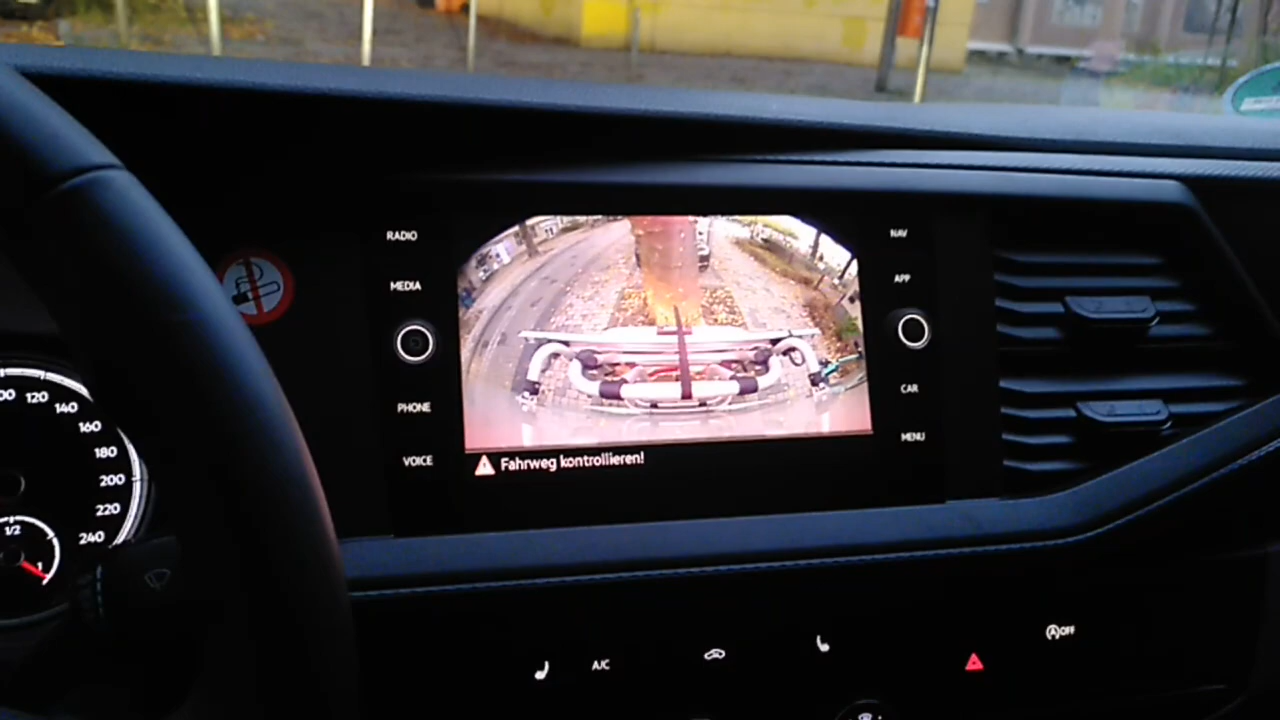 RADIO
MEDIA
PHONE
VOICE
NAV
APP
CAR
MENU
Fahrweg kontrollieren!
120
140
160
180
200
220
240
1/2
1
A/C
OFF